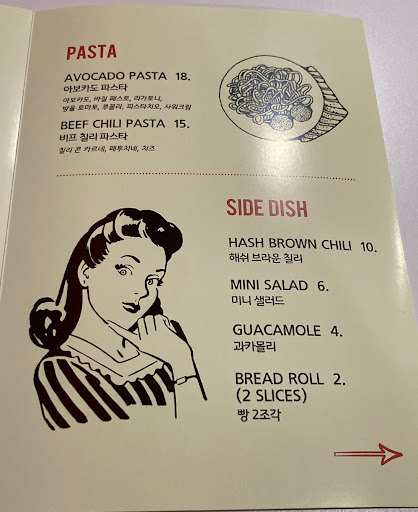 PASTA
AVOCADO PASTA 18.
아보카도 파스타
아보카도, 바질 페스토, 리가토니,
방울 토마토, 루꼴라, 피스타치오, 사워크림
BEEF CHILI PASTA 15.
비프 칠리 파스타
칠리 콘 카르네, 페투치네, 치즈
SIDE DISH
HASH BROWN CHILI 10.
해쉬 브라운 칠리
MINI SALAD 6.
미니 샐러드
GUACAMOLE 4.
과카몰리
BREAD ROLL 2.
(2 SLICES)
빵 2조각